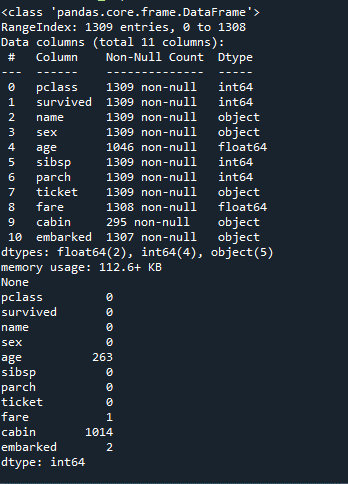 <class 'pandas.core.frame.DataFrame'>
RangeIndex: 1309 entries, 0 to 1308
Data columns (total 11 columns):
 #   Column    Non-Null Count  Dtype
---  ------    --------------  -----
 0   pclass    1309 non-null   int64
 1   survived  1309 non-null   int64
 2   name      1309 non-null   object
 3   sex       1309 non-null   object
 4   age       1046 non-null   float64
 5   sibsp     1309 non-null   int64
 6   parch     1309 non-null   int64
 7   ticket    1309 non-null   object
 8   fare      1308 non-null   float64
 9   cabin     295 non-null    object
 10  embarked  1307 non-null   object
dtypes: float64(2), int64(4), object(5)
memory usage: 112.6+ KB
None
pclass         0
survived       0
name           0
sex            0
age          263
sibsp          0
parch          0
ticket         0
fare           1
cabin       1014
embarked       2
dtype: int64